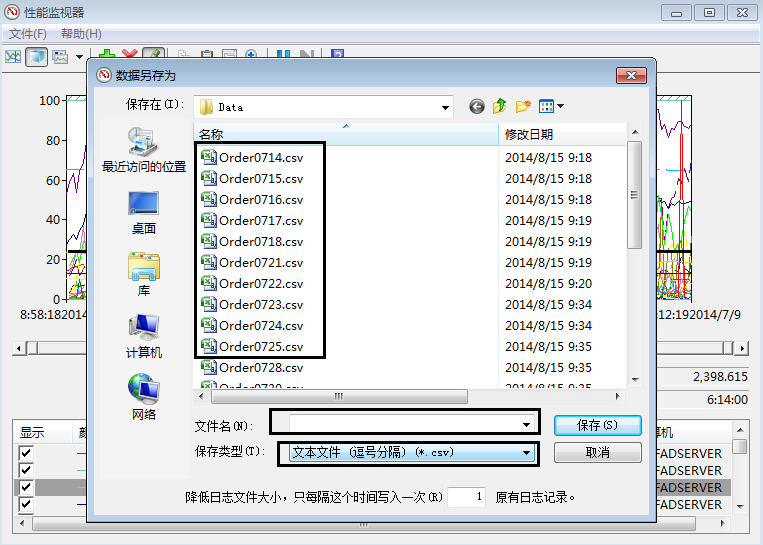 性能监视器
文件(F) 帮助(H)
数据另存为
保存在(I): Data
名称 修改日期
最近访问的位置
桌面
库
计算机
网络
Order0714.csv 2014/8/15 9:18
Order0715.csv 2014/8/15 9:18
Order0716.csv 2014/8/15 9:18
Order0717.csv 2014/8/15 9:19
Order0718.csv 2014/8/15 9:19
Order0721.csv 2014/8/15 9:19
Order0722.csv 2014/8/15 9:20
Order0723.csv 2014/8/15 9:34
Order0724.csv 2014/8/15 9:34
Order0725.csv 2014/8/15 9:35
Order0728.csv 2014/8/15 9:35
文件名(N): 保存(S)
保存类型(T): 文本文件 (逗号分隔) (*.csv) 取消
降低日志文件大小，只每隔这个时间写入一次(R) 1 原有日志记录。
100
80
60
40
20
0
8:58:182014/7
:12:192014/7/9
2,398.615
6:14:00
显示
机
FADSERVER
FADSERVER
FADSERVER
FADSERVER